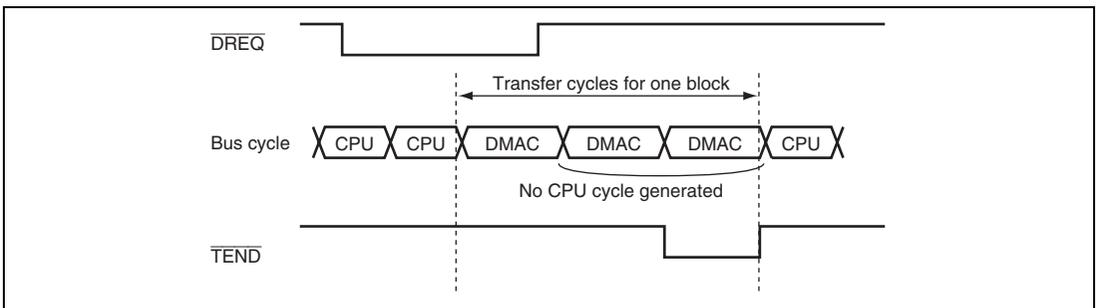 DREQ
Transfer cycles for one block
Bus cycle CPU CPU DMAC DMAC DMAC CPU
No CPU cycle generated
TEND